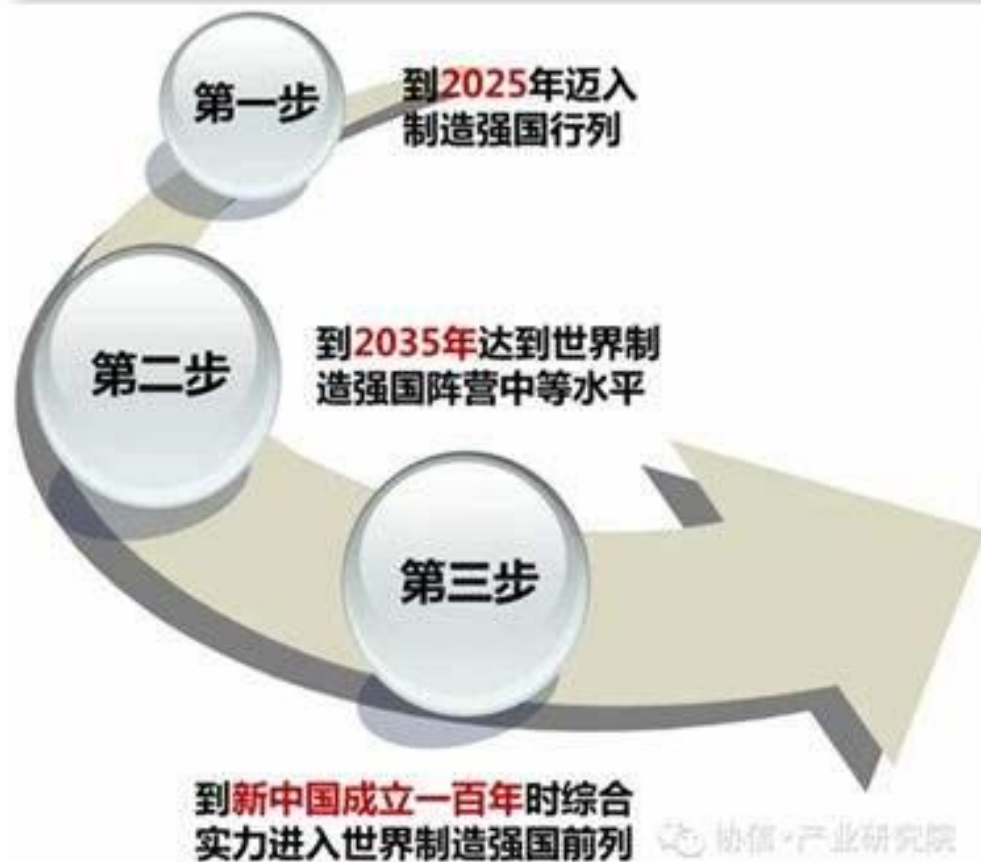 第一步
到2025年迈入
制造强国行列
第二步
到2035年达到世界制
造强国阵营中等水平
第三步
到新中国成立一百年时综合
实力进入世界制造强国前列
协信·产业研究院